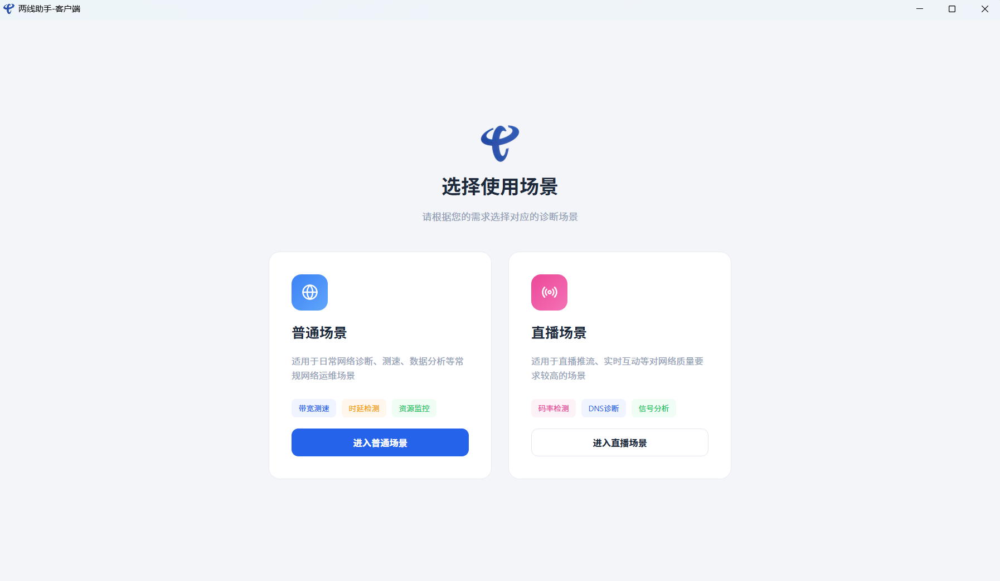 两线助手-客户端
选择使用场景
请根据您的需求选择对应的诊断场景
普通场景
适用于日常网络诊断、测速、数据分析等常
规网络运维场景
带宽测速 时延检测 资源监控
进入普通场景
直播场景
适用于直播推流、实时互动等对网络质量要
求较高的场景
码率检测 DNS诊断 信号分析
进入直播场景